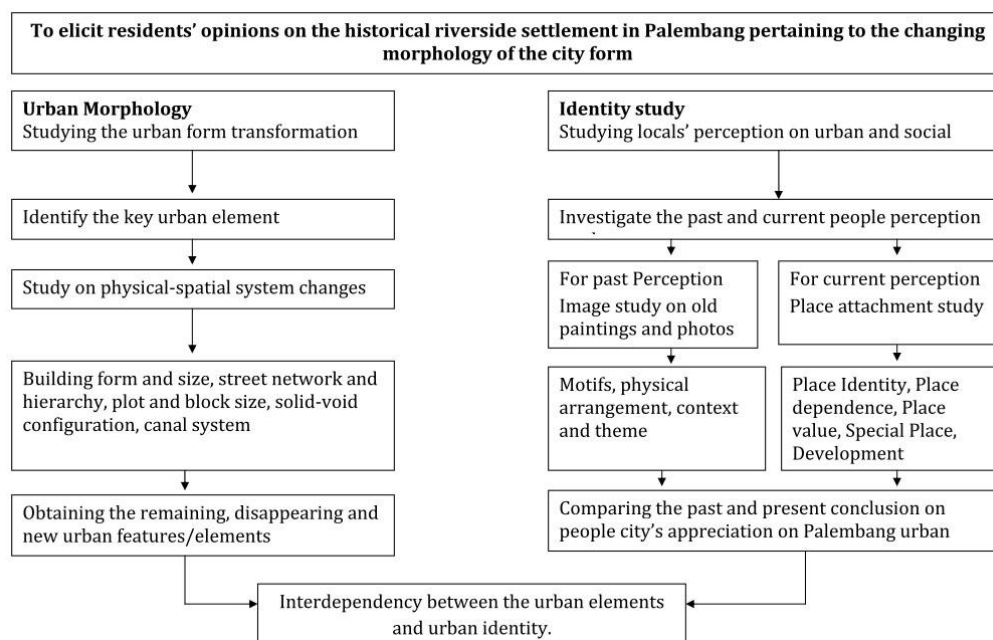 To elicit residents' opinions on the historical riverside settlement in Palembang pertaining to the changing
morphology of the city form
Urban Morphology
Studying the urban form transformation
Identify the key urban element
Study on physical-spatial system changes
Building form and size, street network and
hierarchy, plot and block size, solid-void
configuration, canal system
Obtaining the remaining, disappearing and
new urban features/elements
Identity study
Studying locals' perception on urban and social
Investigate the past and current people perception
For past Perception
Image study on old
paintings and photos
For current perception
Place attachment study
Motifs, physical
arrangement, context
and theme
Place Identity, Place
dependence, Place
value, Special Place,
Development
Comparing the past and present conclusion on
people city's appreciation on Palembang urban
Interdependency between the urban elements
and urban identity.